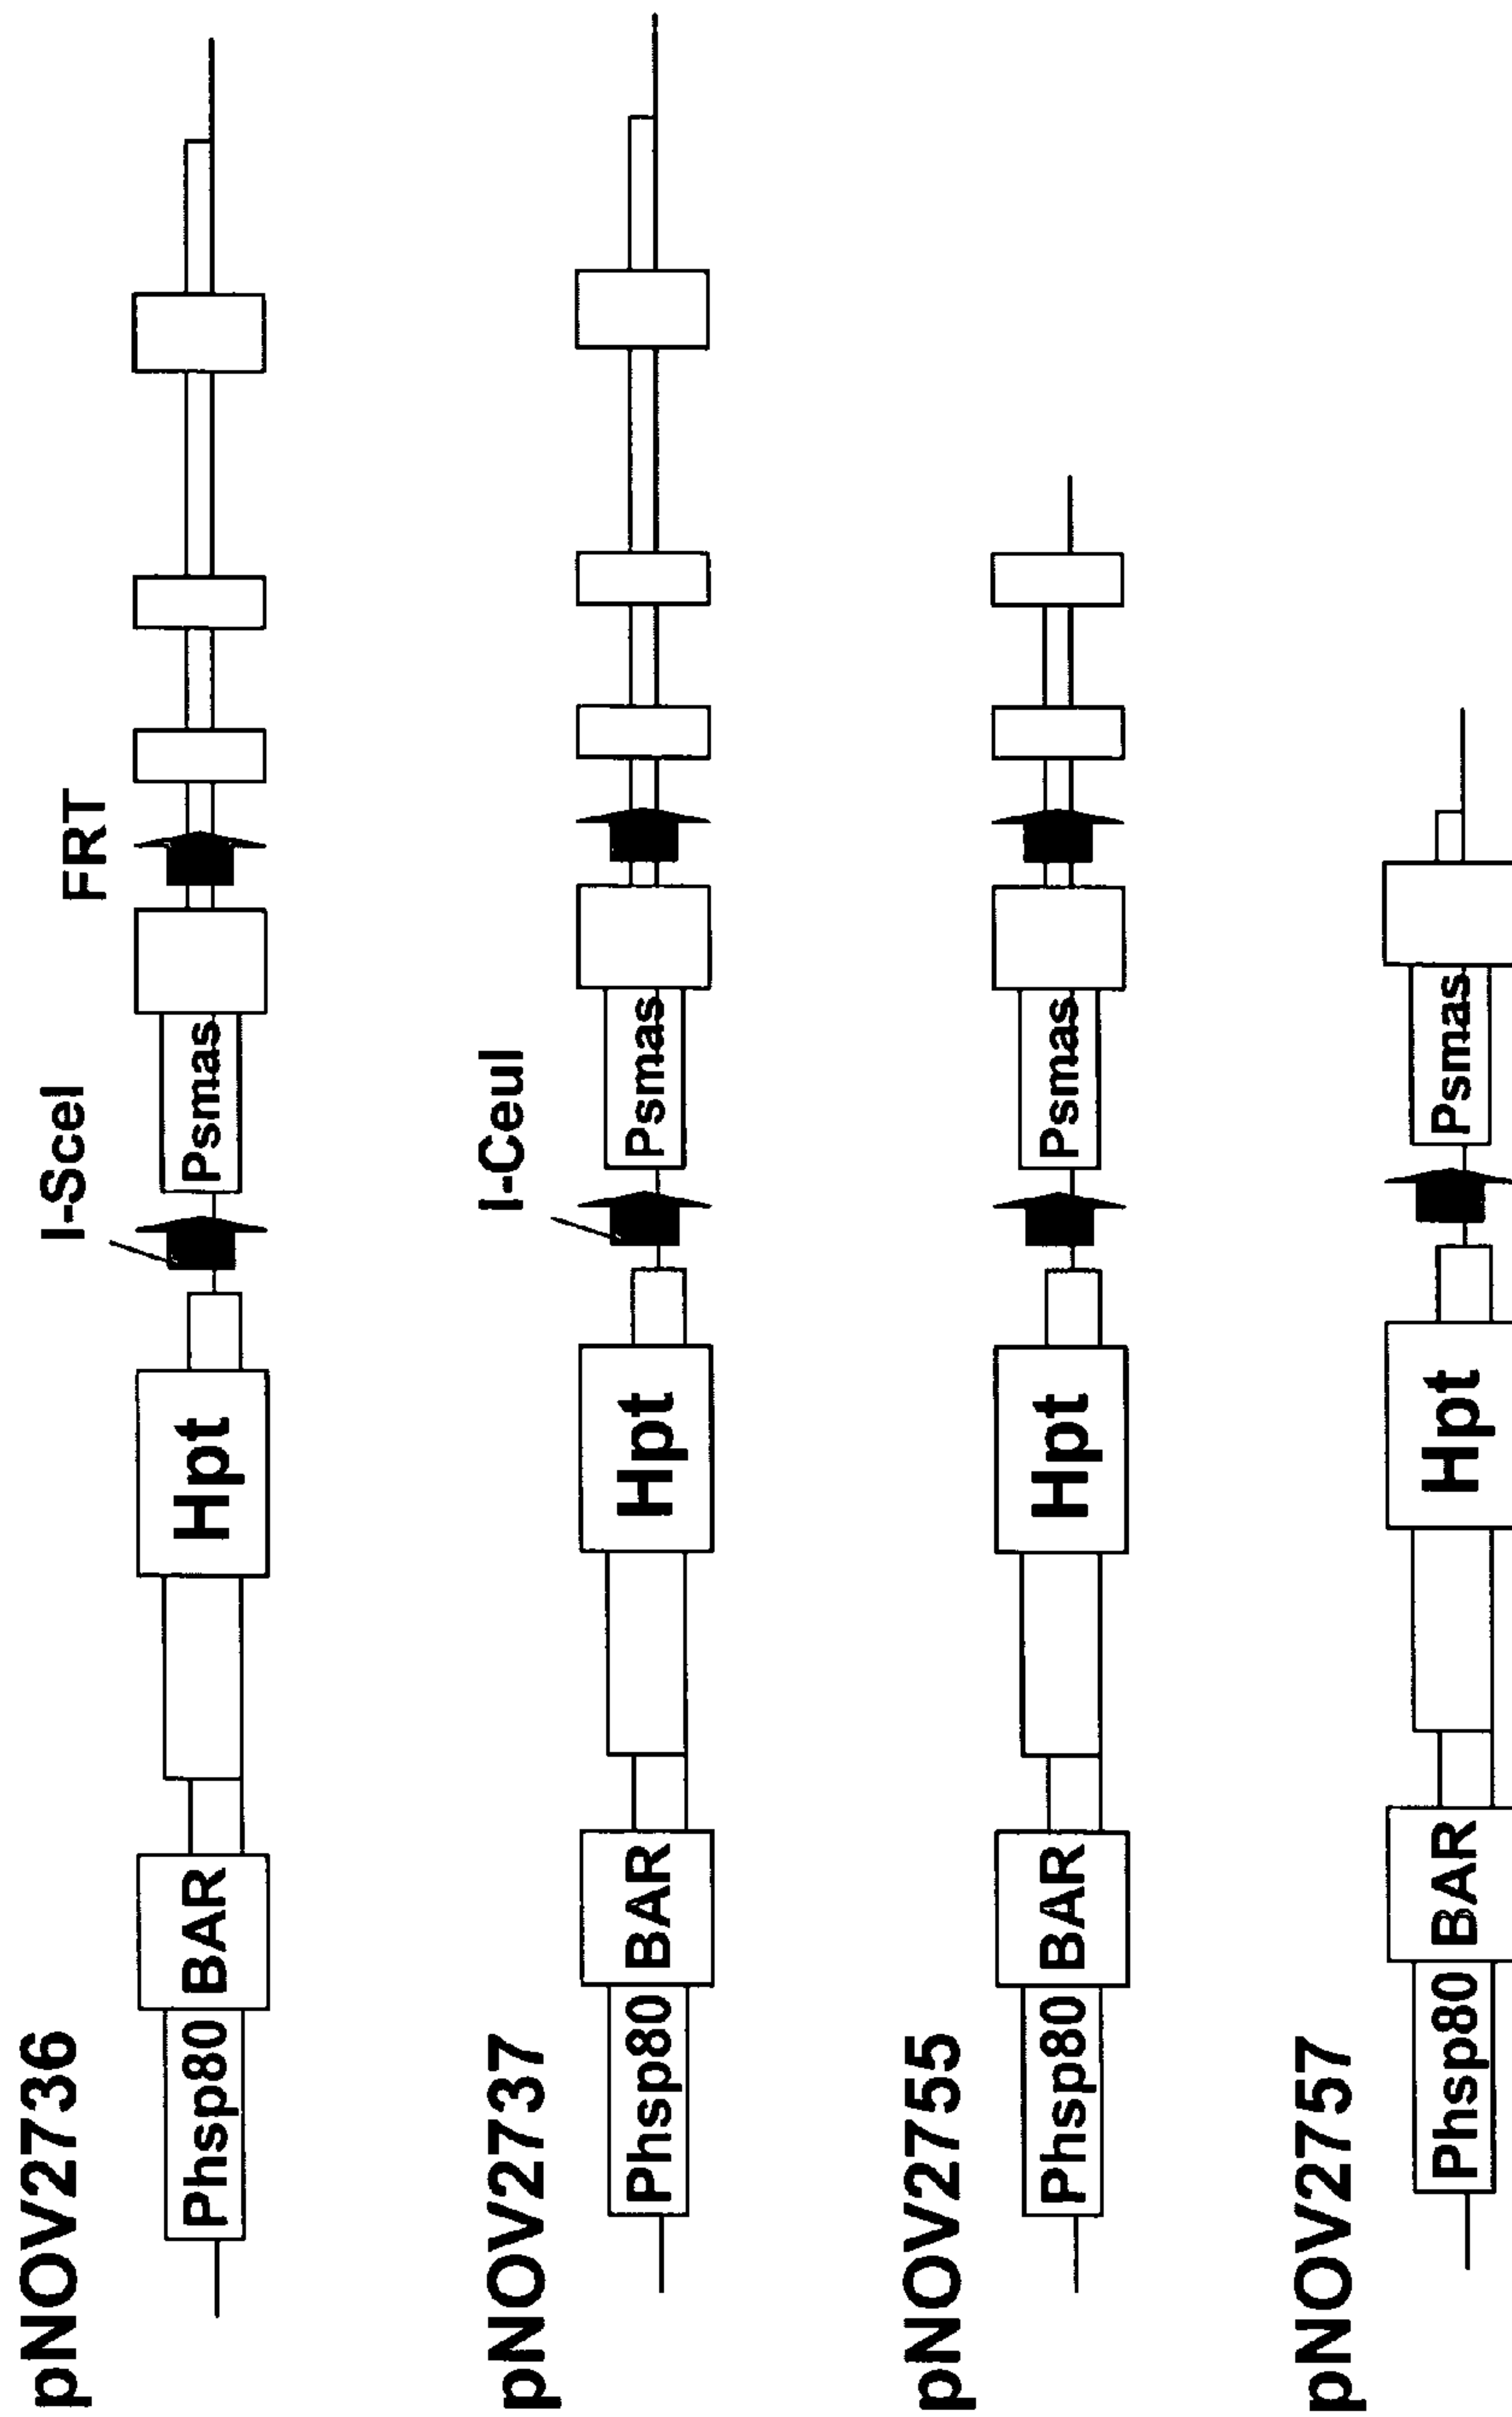 pNOV2736
I-SceI
FRT
Phsp80 BAR Hpt Psmas
pNOV2737
I-CeuI
Phsp80 BAR Hpt Psmas
pNOV2755
Phsp80 BAR Hpt Psmas
pNOV2757
Phsp80 BAR Hpt Psmas